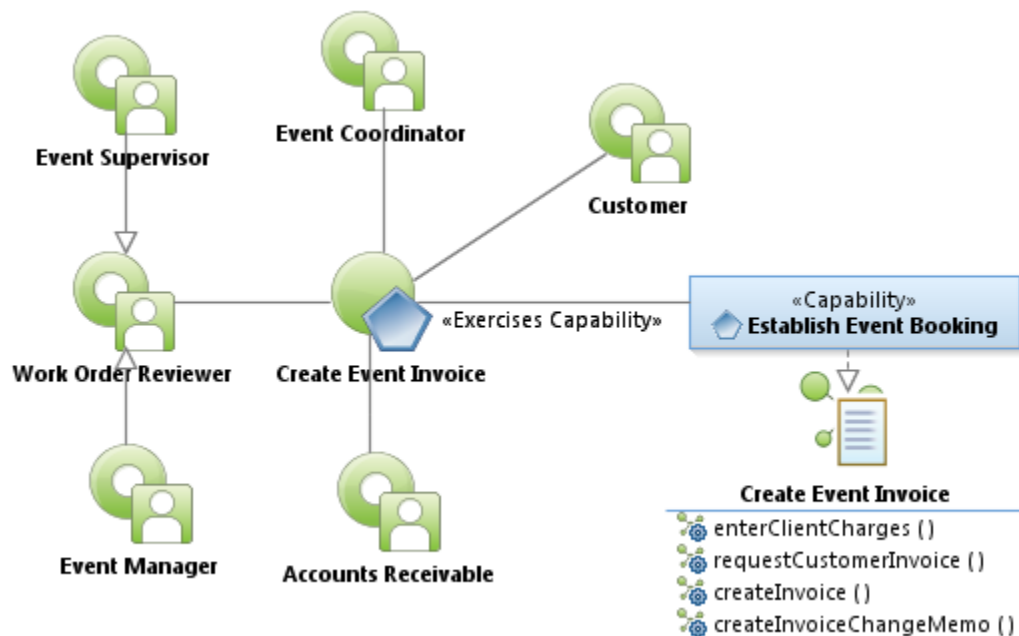 Event Supervisor
Event Coordinator
Customer
Work Order Reviewer
Create Event Invoice
«Exercises Capability»
«Capability»
Establish Event Booking
Event Manager
Accounts Receivable
Create Event Invoice
enterClientCharges ()
requestCustomerInvoice ()
createInvoice ()
createInvoiceChangeMemo ()